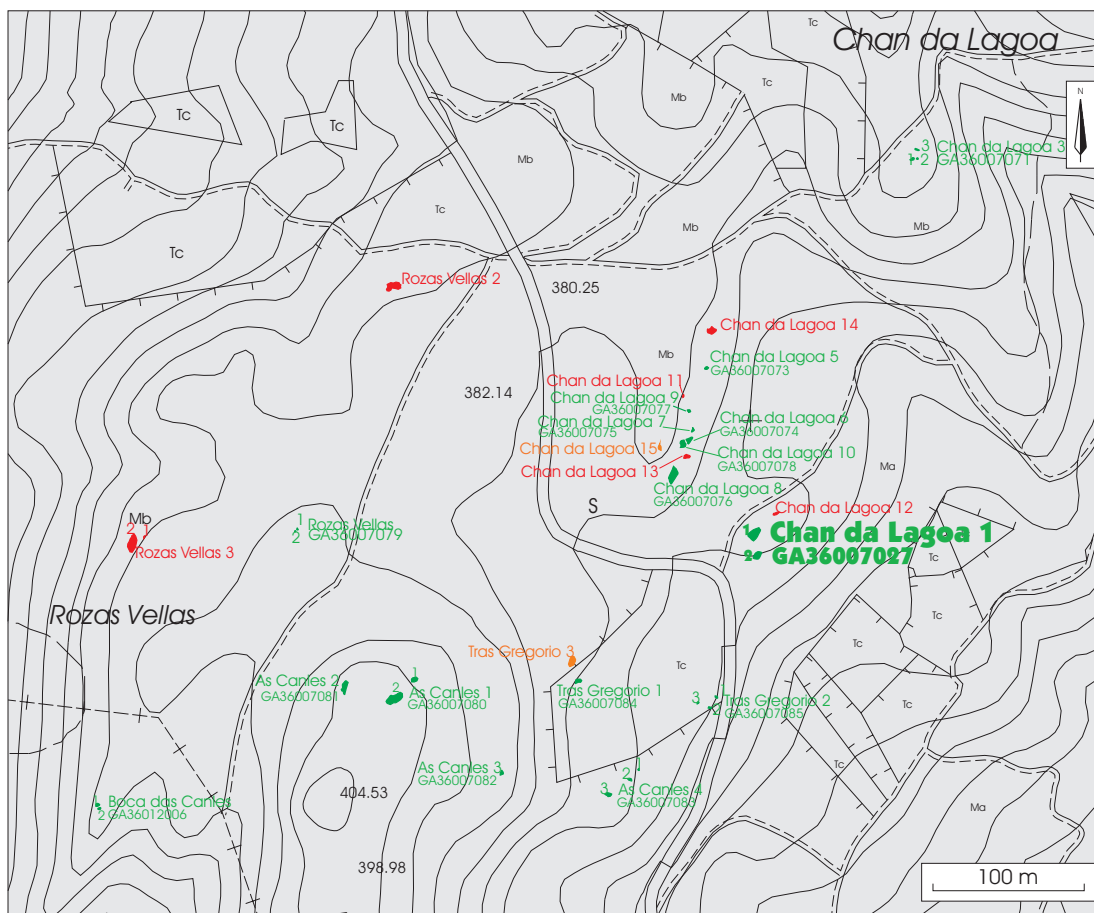 Tc
Chan da Lagoa
Tc
Tc
Tc
Mb
N
3 Chan da Lagoa 3
1 2 GA36007071
Mb
Tc
Mb
Mb
Tc
Rozas Vellas 2
380.25
Chan da Lagoa 14
Mb
Chan da Lagoa 5
GA36007073
Chan da Lagoa 11
382.14
Chan da Lagoa 9
GA36007077
Chan da Lagoa 7
GA36007075
Chan da Lagoa 6
GA36007074
Chan da Lagoa 15
Chan da Lagoa 10
GA36007078
Chan da Lagoa 13
Ma
Chan da Lagoa 8
GA36007076
S
Chan da Lagoa 12
Mb
2 1
Rozas Vellas 3
1 Rozas Vellas
2 GA36007079
1 Chan da Lagoa 1
2 GA36007027
Tc
Tc
Rozas Vellas
Tc
Tras Gregorio 3
Tc
Tc
Tc
As Canles 2
GA36007081
1
2 As Canles 1
GA36007080
Tras Gregorio 1
GA36007084
1
3 Tras Gregorio 2
2 GA36007085
As Canles 3
GA36007082
1
2
3 As Canles 4
GA36007083
Tc
404.53
1 Boca das Canles
2 GA36012006
Ma
398.98
100 m